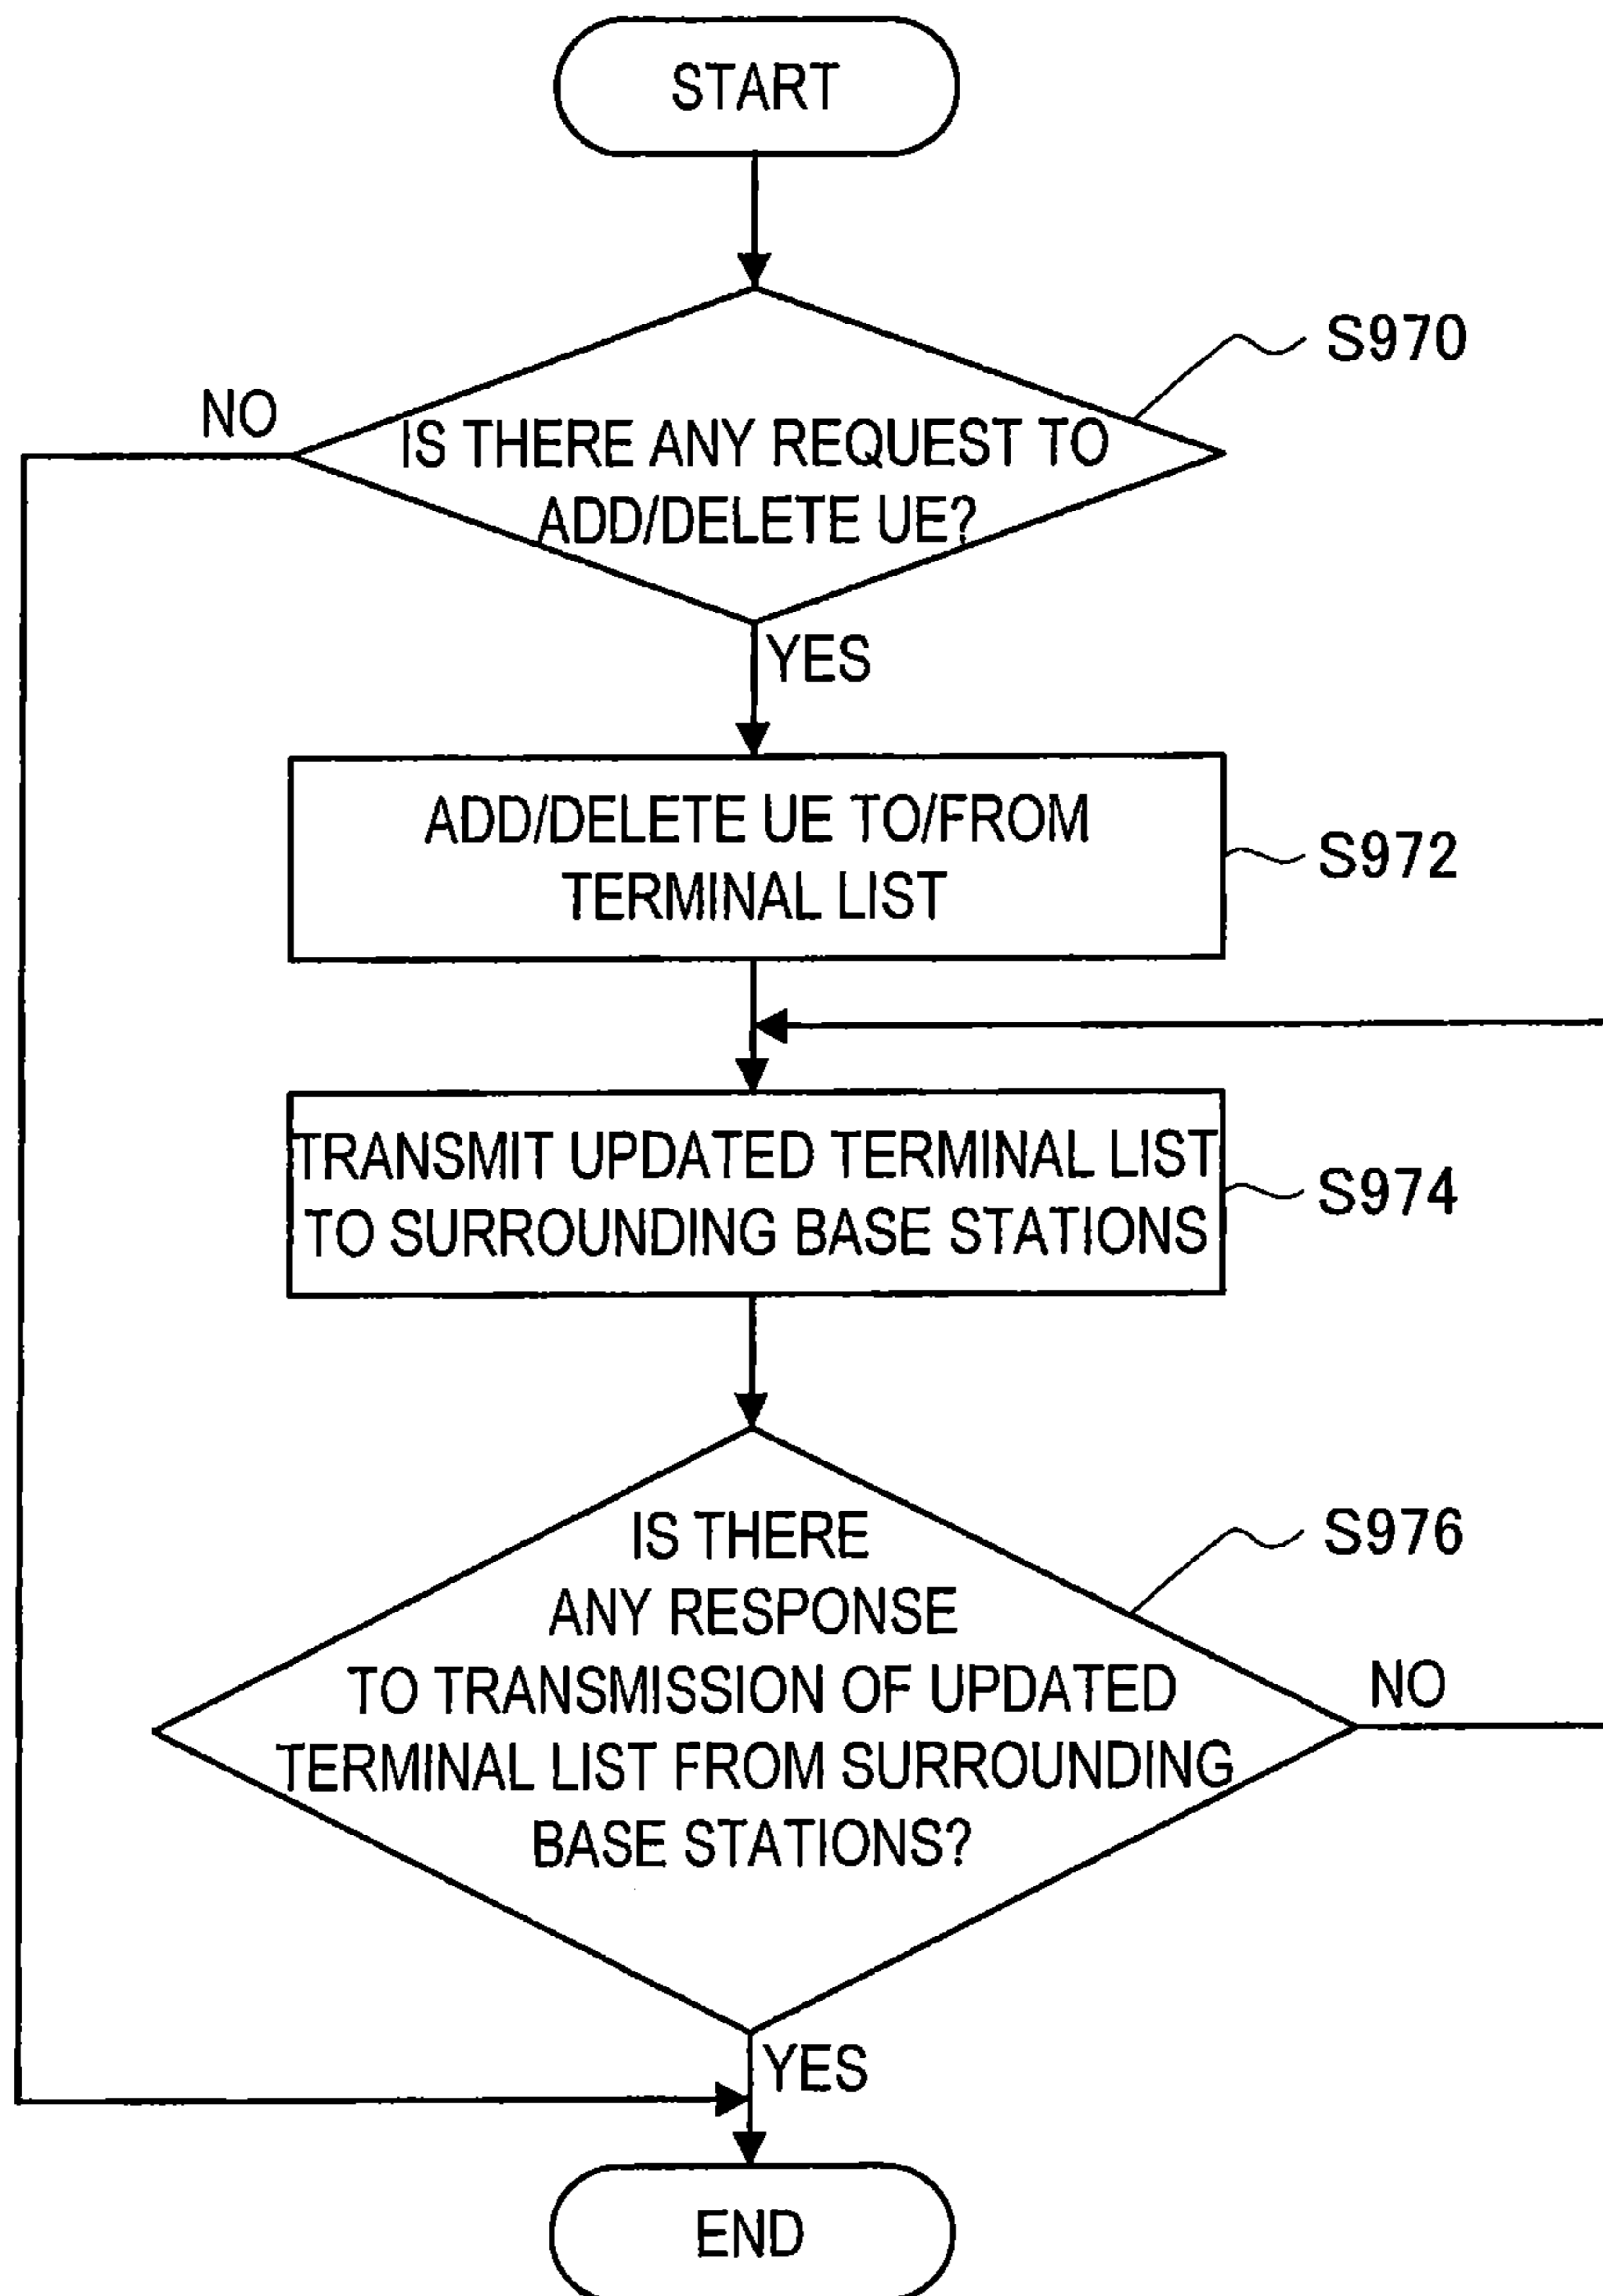 START
S970
NO
IS THERE ANY REQUEST TO
ADD/DELETE UE?
YES
ADD/DELETE UE TO/FROM
TERMINAL LIST
S972
TRANSMIT UPDATED TERMINAL LIST
TO SURROUNDING BASE STATIONS
S974
IS THERE
ANY RESPONSE
TO TRANSMISSION OF UPDATED
TERMINAL LIST FROM SURROUNDING
BASE STATIONS?
S976
NO
YES
END